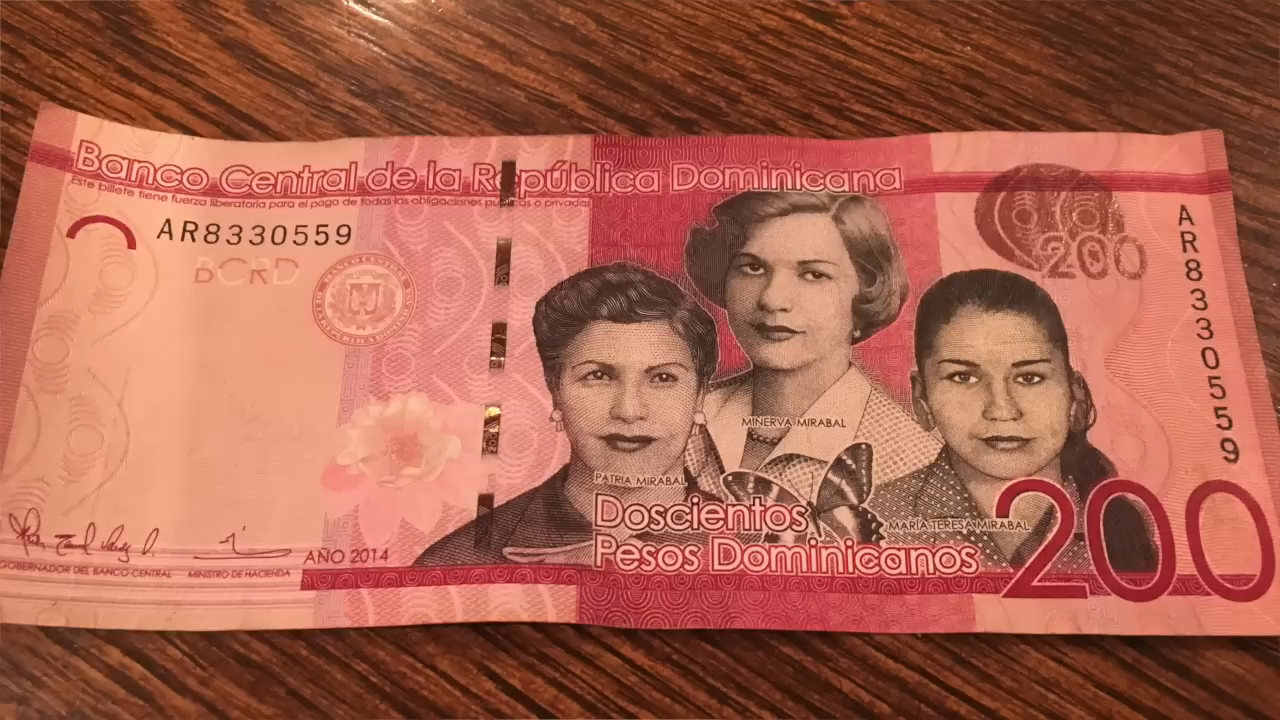 Banco Central de la República Dominicana
Este billete tiene fuerza liberatoria para el pago de todas las obligaciones públicas o privadas
AR8330559
BCRD
200
AR8330559
MINERVA MIRABAL
PATRIA MIRABAL
MARÍA TERESA MIRABAL
Doscientos
Pesos Dominicanos
200
AÑO 2014
GOBERNADOR DEL BANCO CENTRAL
MINISTRO DE HACIENDA